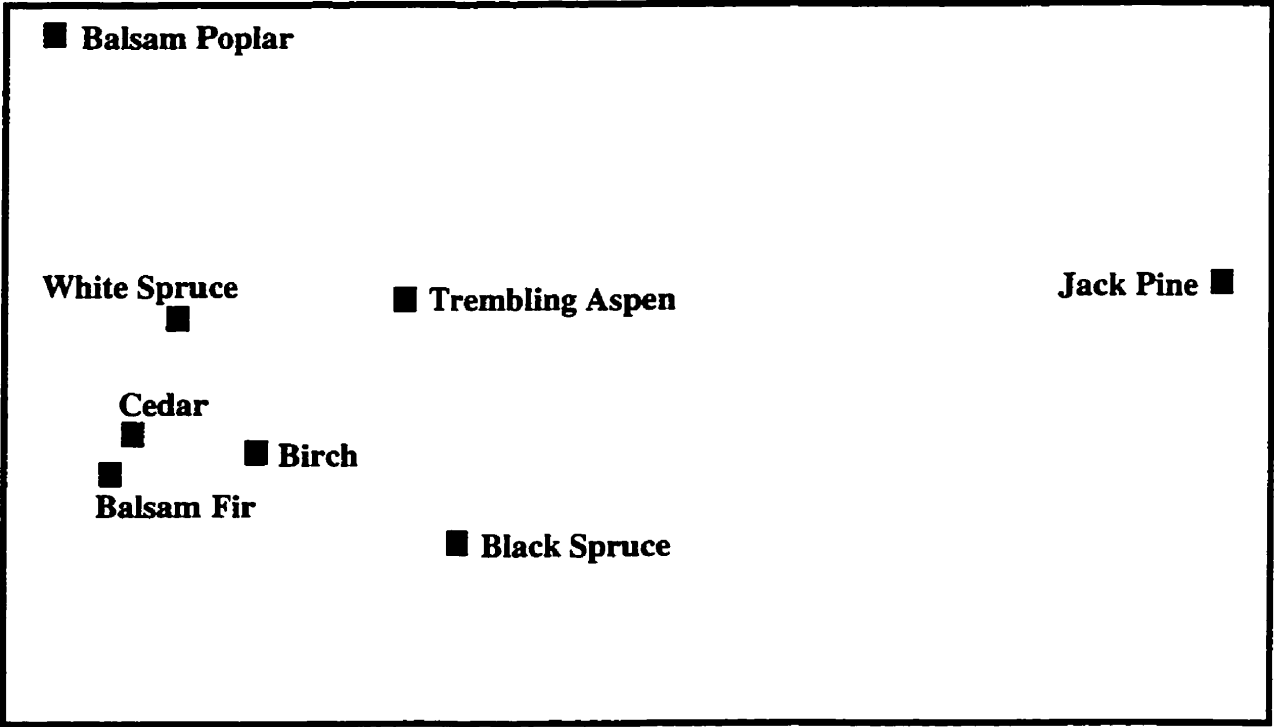 Balsam Poplar
White Spruce
Trembling Aspen
Jack Pine
Cedar
Birch
Balsam Fir
Black Spruce